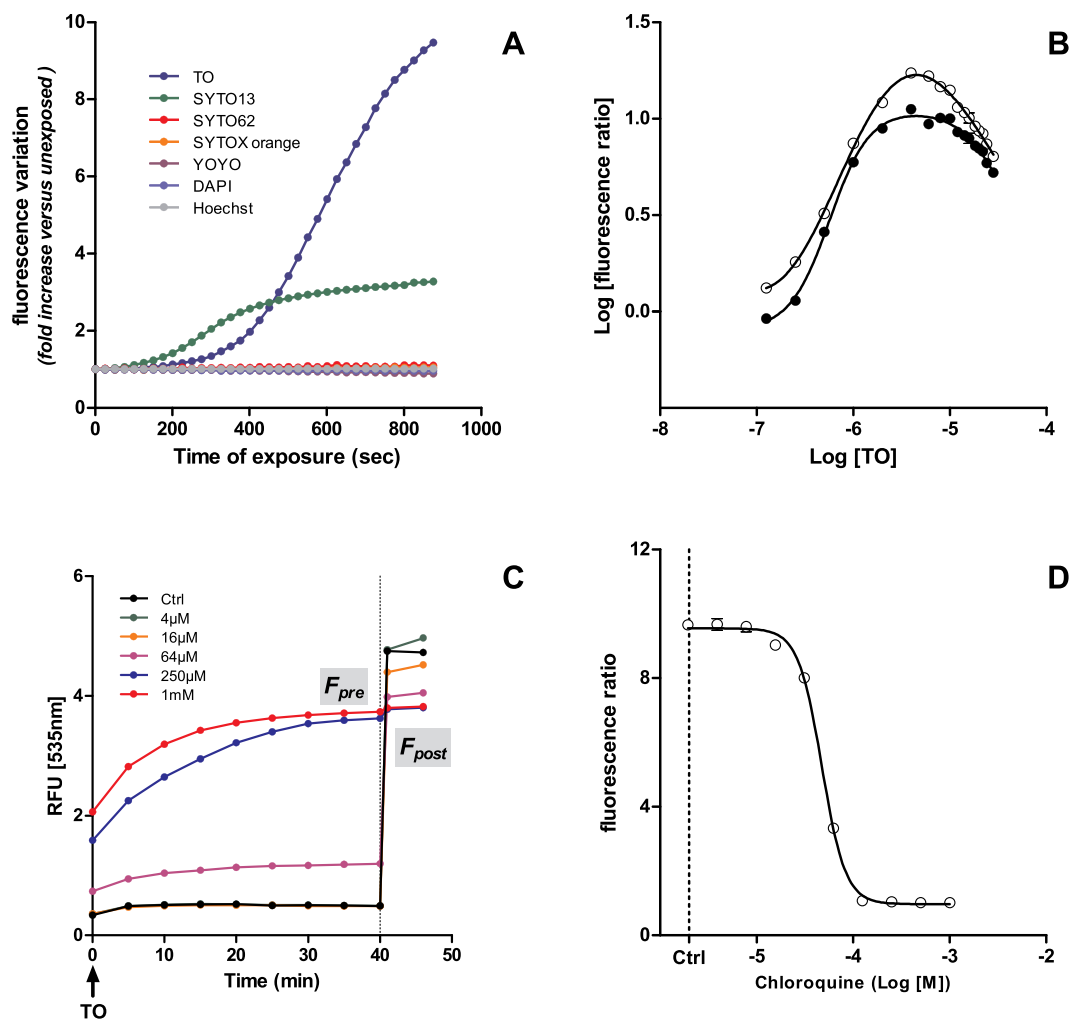 A
10
8
6
4
2
0
fluorescence variation
(fold increase versus unexposed )
TO
SYTO13
SYTO62
SYTOX orange
YOYO
DAPI
Hoechst
0 200 400 600 800 1000
Time of exposure (sec)
B
1.5
1.0
0.5
0.0
Log [fluorescence ratio]
-8 -7 -6 -5 -4
Log [TO]
C
6
4
2
0
RFU [535nm]
Ctrl
4µM
16µM
64µM
250µM
1mM
Fpre
Fpost
0 10 20 30 40 50
Time (min)
TO
D
12
8
4
0
fluorescence ratio
Ctrl -5 -4 -3 -2
Chloroquine (Log [M])